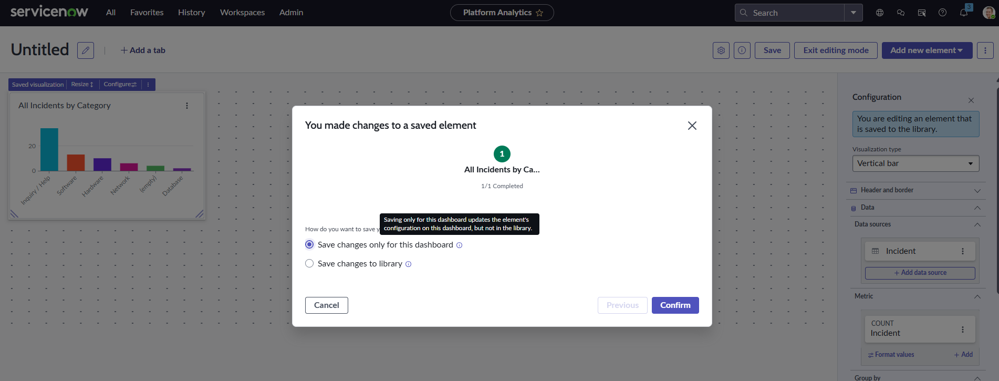 servicenow
All
Favorites
History
Workspaces
Admin
Platform Analytics
Search
3
Untitled
+ Add a tab
Save
Exit editing mode
Add new element
Saved visualization
Resize
Configure
All Incidents by Category
20
0
Inquiry / Help
Software
Hardware
Network
(empty)
Database
You made changes to a saved element
1
All Incidents by Ca...
1/1 Completed
Saving only for this dashboard updates the element's
configuration on this dashboard, but not in the library.
How do you want to save y
Save changes only for this dashboard
Save changes to library
Cancel
Previous
Confirm
Configuration
You are editing an element that
is saved to the library.
Visualization type
Vertical bar
Header and border
Data
Data sources
Incident
+ Add data source
Metric
COUNT
Incident
Format values
+ Add
Group by